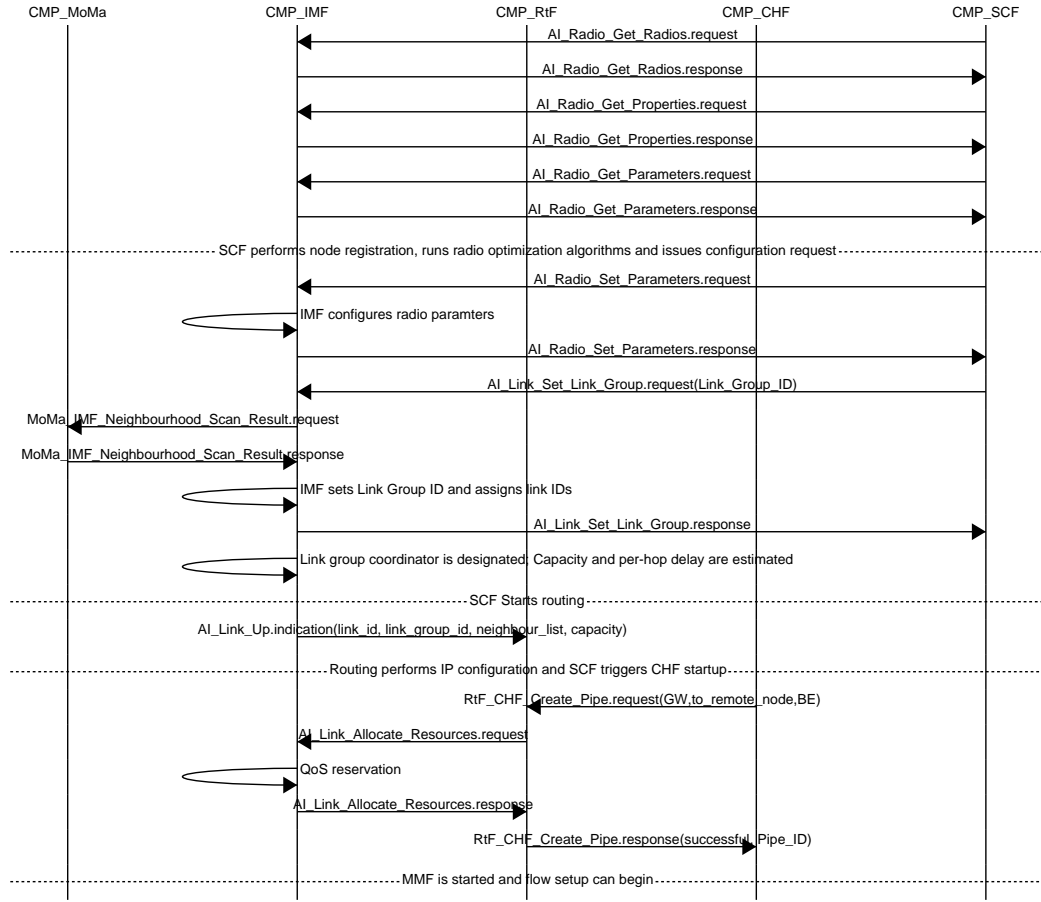 CMP_MoMa CMP_IMF CMP_RtF CMP_CHF CMP_SCF
AI_Radio_Get_Radios.request
AI_Radio_Get_Radios.response
AI_Radio_Get_Properties.request
AI_Radio_Get_Properties.response
AI_Radio_Get_Parameters.request
AI_Radio_Get_Parameters.response
SCF performs node registration, runs radio optimization algorithms and issues configuration request
AI_Radio_Set_Parameters.request
IMF configures radio paramters
AI_Radio_Set_Parameters.response
AI_Link_Set_Link_Group.request(Link_Group_ID)
MoMa_IMF_Neighbourhood_Scan_Result.request
MoMa_IMF_Neighbourhood_Scan_Result.response
IMF sets Link Group ID and assigns link IDs
AI_Link_Set_Link_Group.response
Link group coordinator is designated; Capacity and per-hop delay are estimated
SCF Starts routing
AI_Link_Up.indication(link_id, link_group_id, neighbour_list, capacity)
Routing performs IP configuration and SCF triggers CHF startup
RtF_CHF_Create_Pipe.request(GW,to_remote_node,BE)
AI_Link_Allocate_Resources.request
QoS reservation
AI_Link_Allocate_Resources.response
RtF_CHF_Create_Pipe.response(successful, Pipe_ID)
MMF is started and flow setup can begin